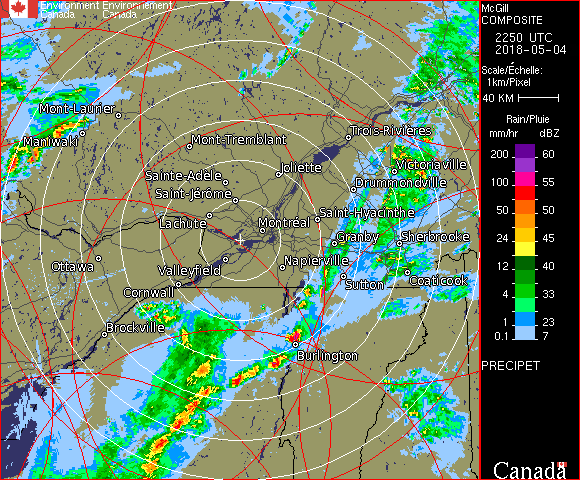 Environment Environnement
Canada Canada
McGill
COMPOSITE
2250 UTC
2018-05-04
Scale/Échelle:
1km/Pixel
40 KM
Rain/Pluie
mm/hr dBZ
200 60
100 55
50 50
24 45
12 40
4 33
1 23
0.1 7
PRECIPET
Canada
Mont-Laurier
Maniwaki
Mont-Tremblant
Trois-Rivières
Joliette
Victoriaville
Sainte-Adèle
Drummondville
Saint-Jérôme
Lachute
Saint-Hyacinthe
Montréal
Granby
Sherbrooke
Ottawa
Valleyfield
Napierville
Coaticook
Cornwall
Sutton
Brockville
Burlington